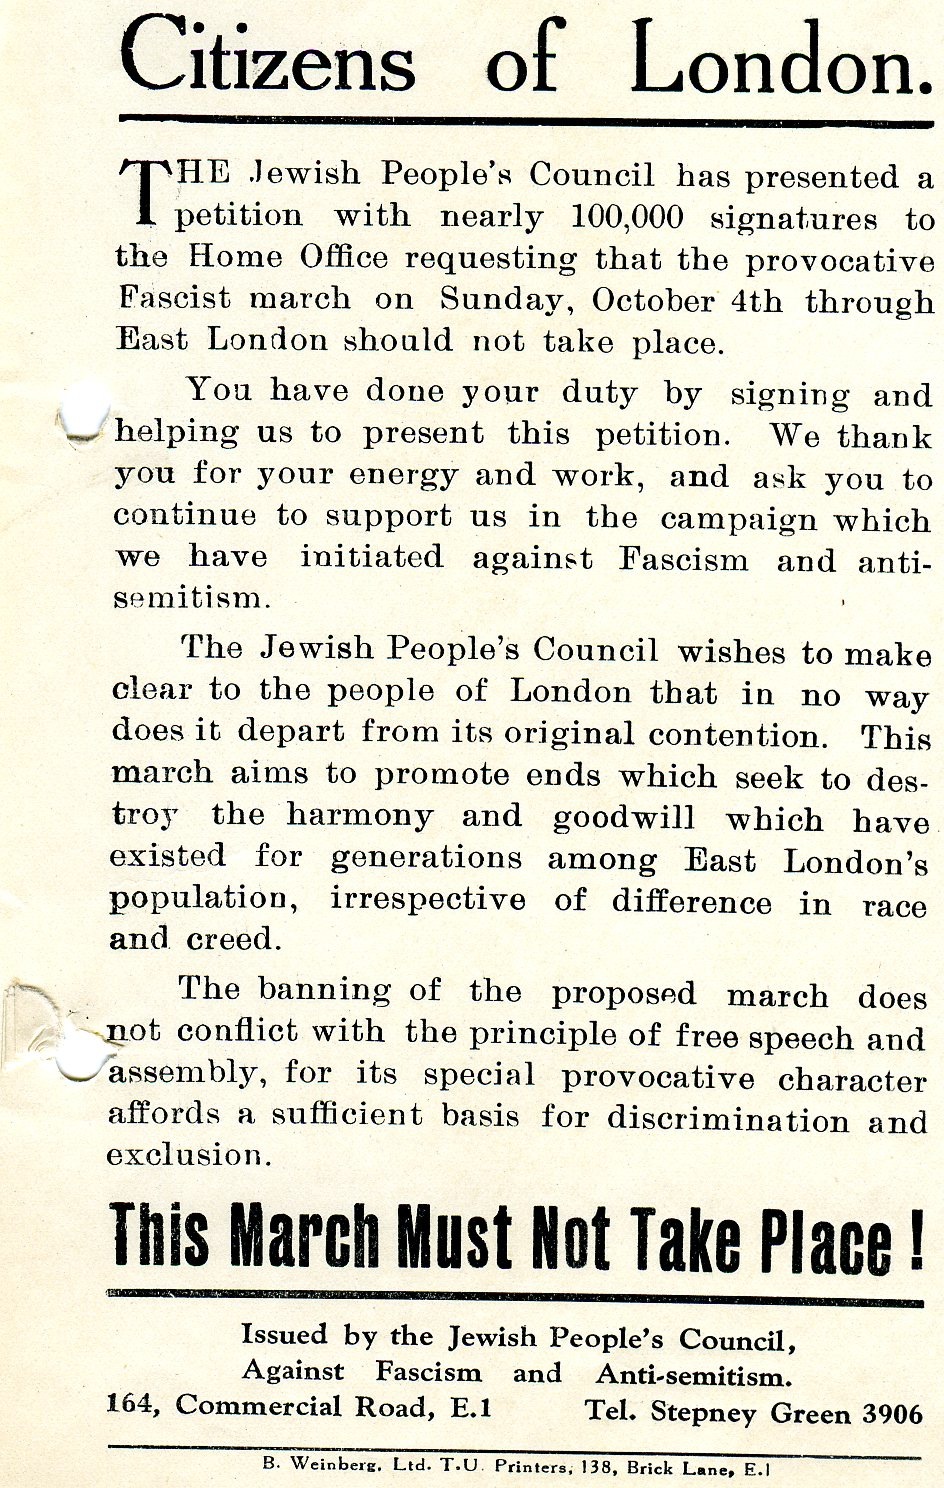 Citizens of London.
THE Jewish People's Council has presented a
petition with nearly 100,000 signatures to
the Home Office requesting that the provocative
Fascist march on Sunday, October 4th through
East London should not take place.
You have done your duty by signing and
helping us to present this petition. We thank
you for your energy and work, and ask you to
continue to support us in the campaign which
we have initiated against Fascism and anti-
semitism.
The Jewish People's Council wishes to make
clear to the people of London that in no way
does it depart from its original contention. This
march aims to promote ends which seek to des-
troy the harmony and goodwill which have
existed for generations among East London's
population, irrespective of difference in race
and creed.
The banning of the proposed march does
not conflict with the principle of free speech and
assembly, for its special provocative character
affords a sufficient basis for discrimination and
exclusion.
This March Must Not Take Place !
Issued by the Jewish People's Council,
Against Fascism and Anti-semitism.
164, Commercial Road, E.1 Tel. Stepney Green 3906
B. Weinberg, Ltd. T.U. Printers, 138, Brick Lane, E.1